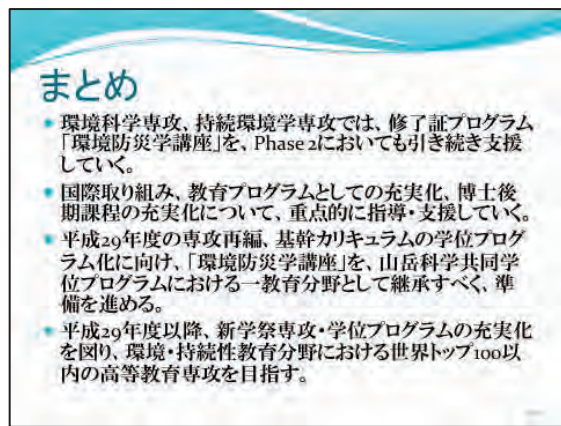 まとめ
環境科学専攻、持続環境学専攻では、修了証プログラム
「環境防災学講座」を、Phase 2においても引き続き支援
していく。
国際取り組み、教育プログラムとしての充実化、博士後
期課程の充実化について、重点的に指導・支援していく。
平成29年度の専攻再編、基幹カリキュラムの学位プログ
ラム化に向け、「環境防災学講座」を、山岳科学共同学
位プログラムにおける一教育分野として継承すべく、準
備を進める。
平成29年度以降、新学祭専攻・学位プログラムの充実化
を図り、環境・持続性教育分野における世界トップ100以
内の高等教育専攻を目指す。